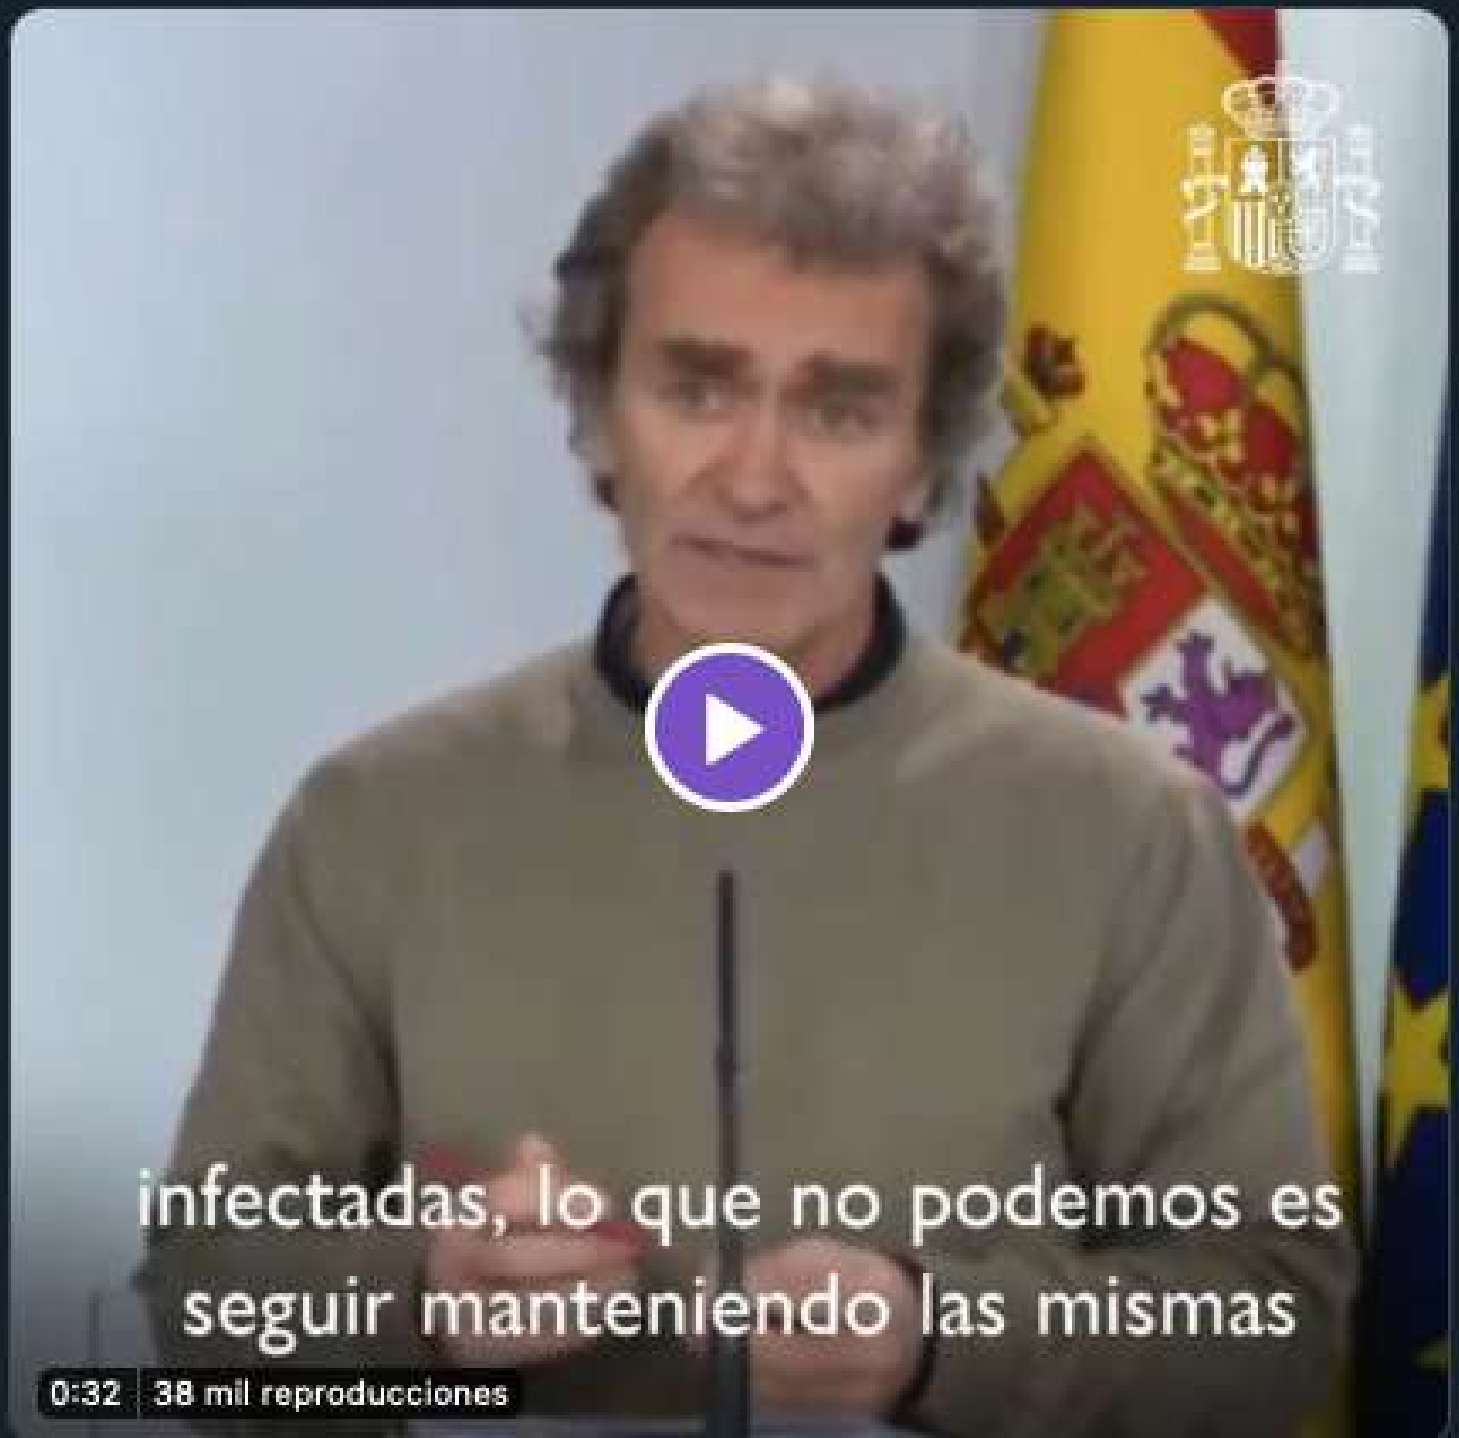 infectadas, lo que no podemos es
seguir manteniendo las mismas
0:32 38 mil reproducciones